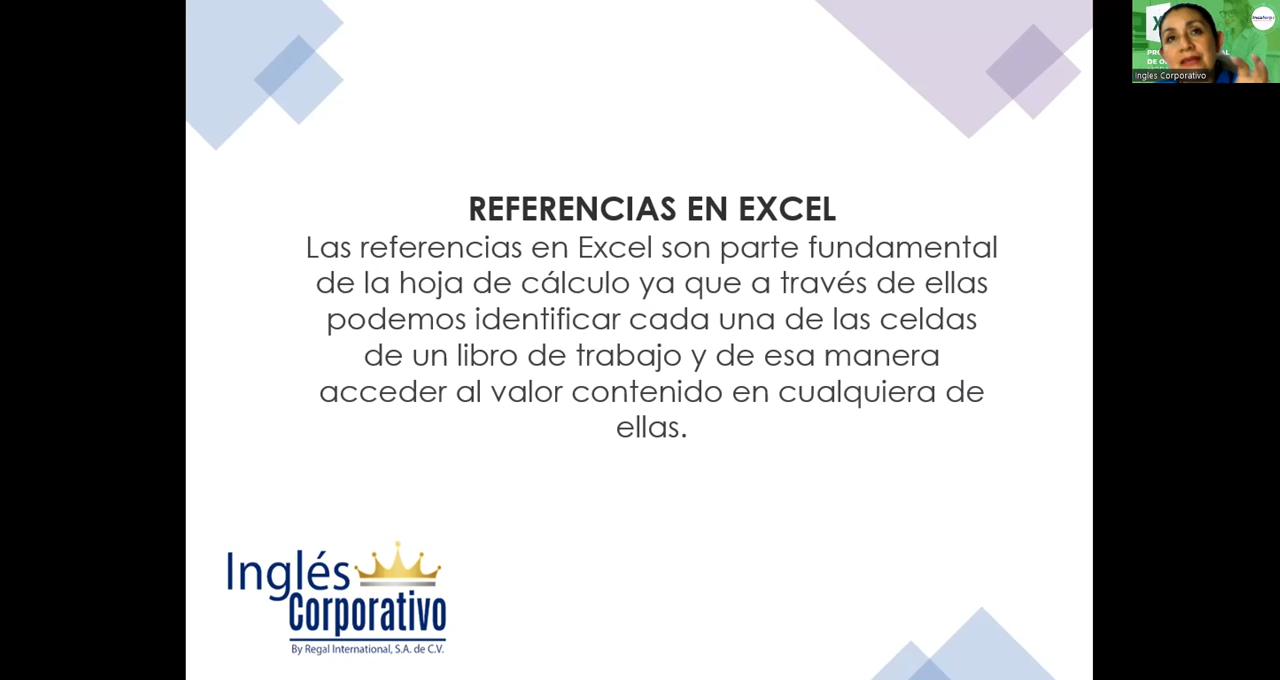 REFERENCIAS EN EXCEL
Las referencias en Excel son parte fundamental
de la hoja de cálculo ya que a través de ellas
podemos identificar cada una de las celdas
de un libro de trabajo y de esa manera
acceder al valor contenido en cualquiera de
ellas.
Inglés
Corporativo
By Regal International, S.A. de C.V.
Ingles Corporativo